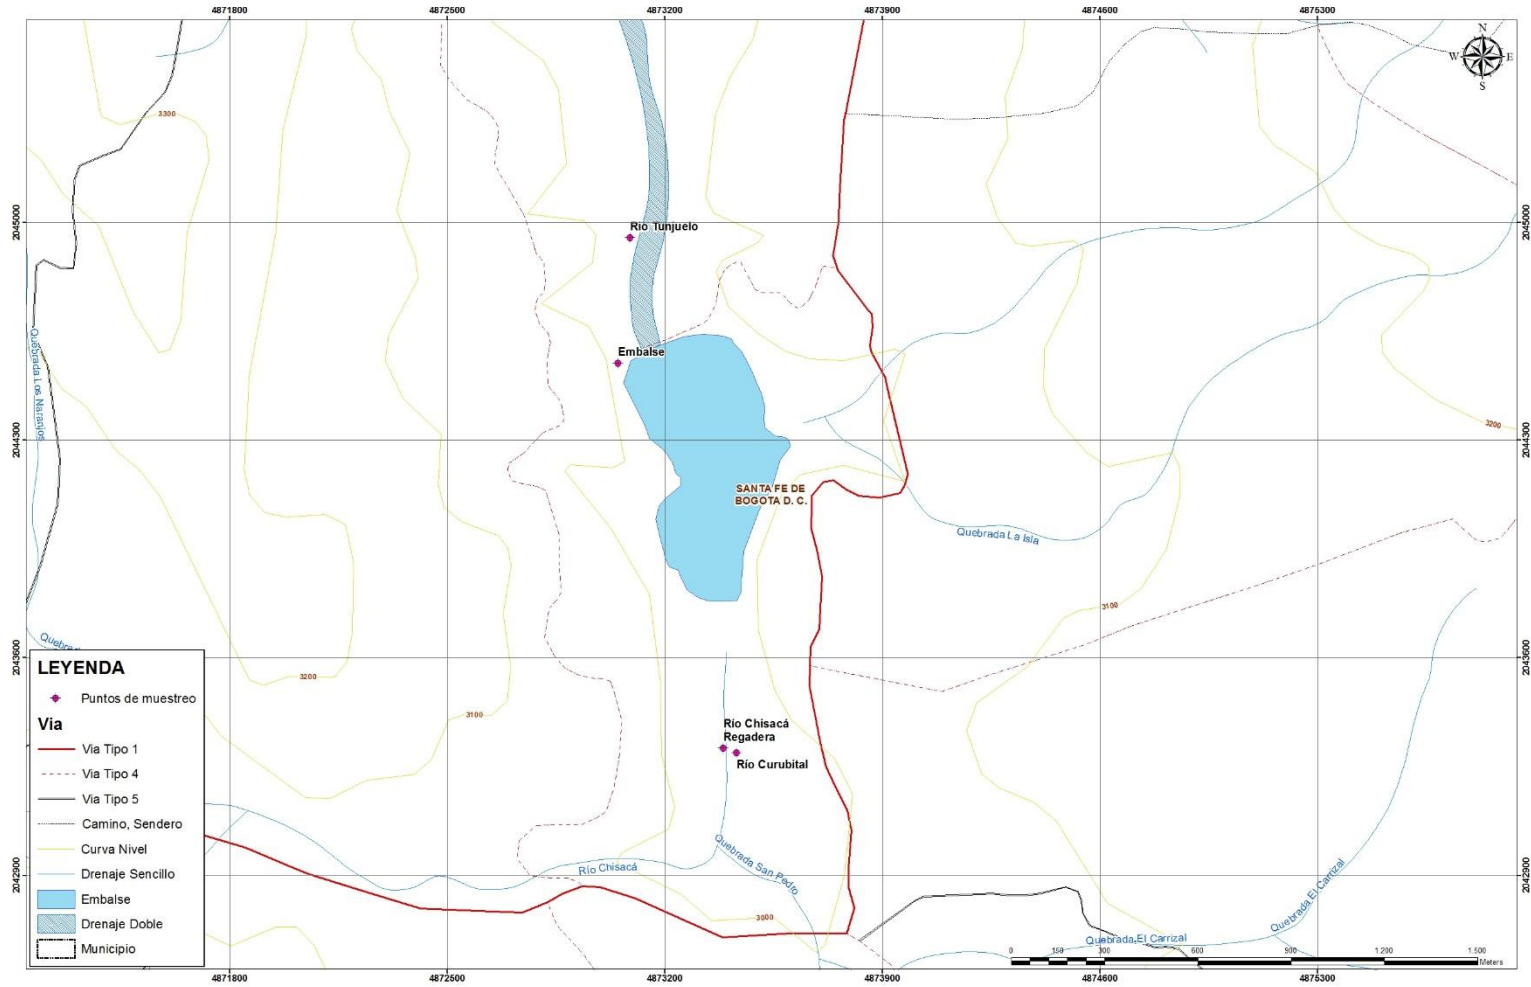 4871800 4872500 4873200 4873900 4874600 4875300
N
W E
S
3300
2045000 2045000
Río Tunjuelo
Embalse
Quebrada Los Naranjos
2044300 2044300
3200
SANTA FE DE
BOGOTA D. C.
Quebrada La Isla
3100
2043600 2043600
3200
3100
Río Chisacá
Regadera
Río Curubital
Quebrada San Pedro
Río Chisacá
2042900 2042900
3000
Quebrada El Carrizal
Quebrada El Carrizal
LEYENDA
Puntos de muestreo
Via
Via Tipo 1
Via Tipo 4
Via Tipo 5
Camino, Sendero
Curva Nivel
Drenaje Sencillo
Embalse
Drenaje Doble
Municipio
0 150 300 600 900 1.200 1.500
Meters
4871800 4872500 4873200 4873900 4874600 4875300